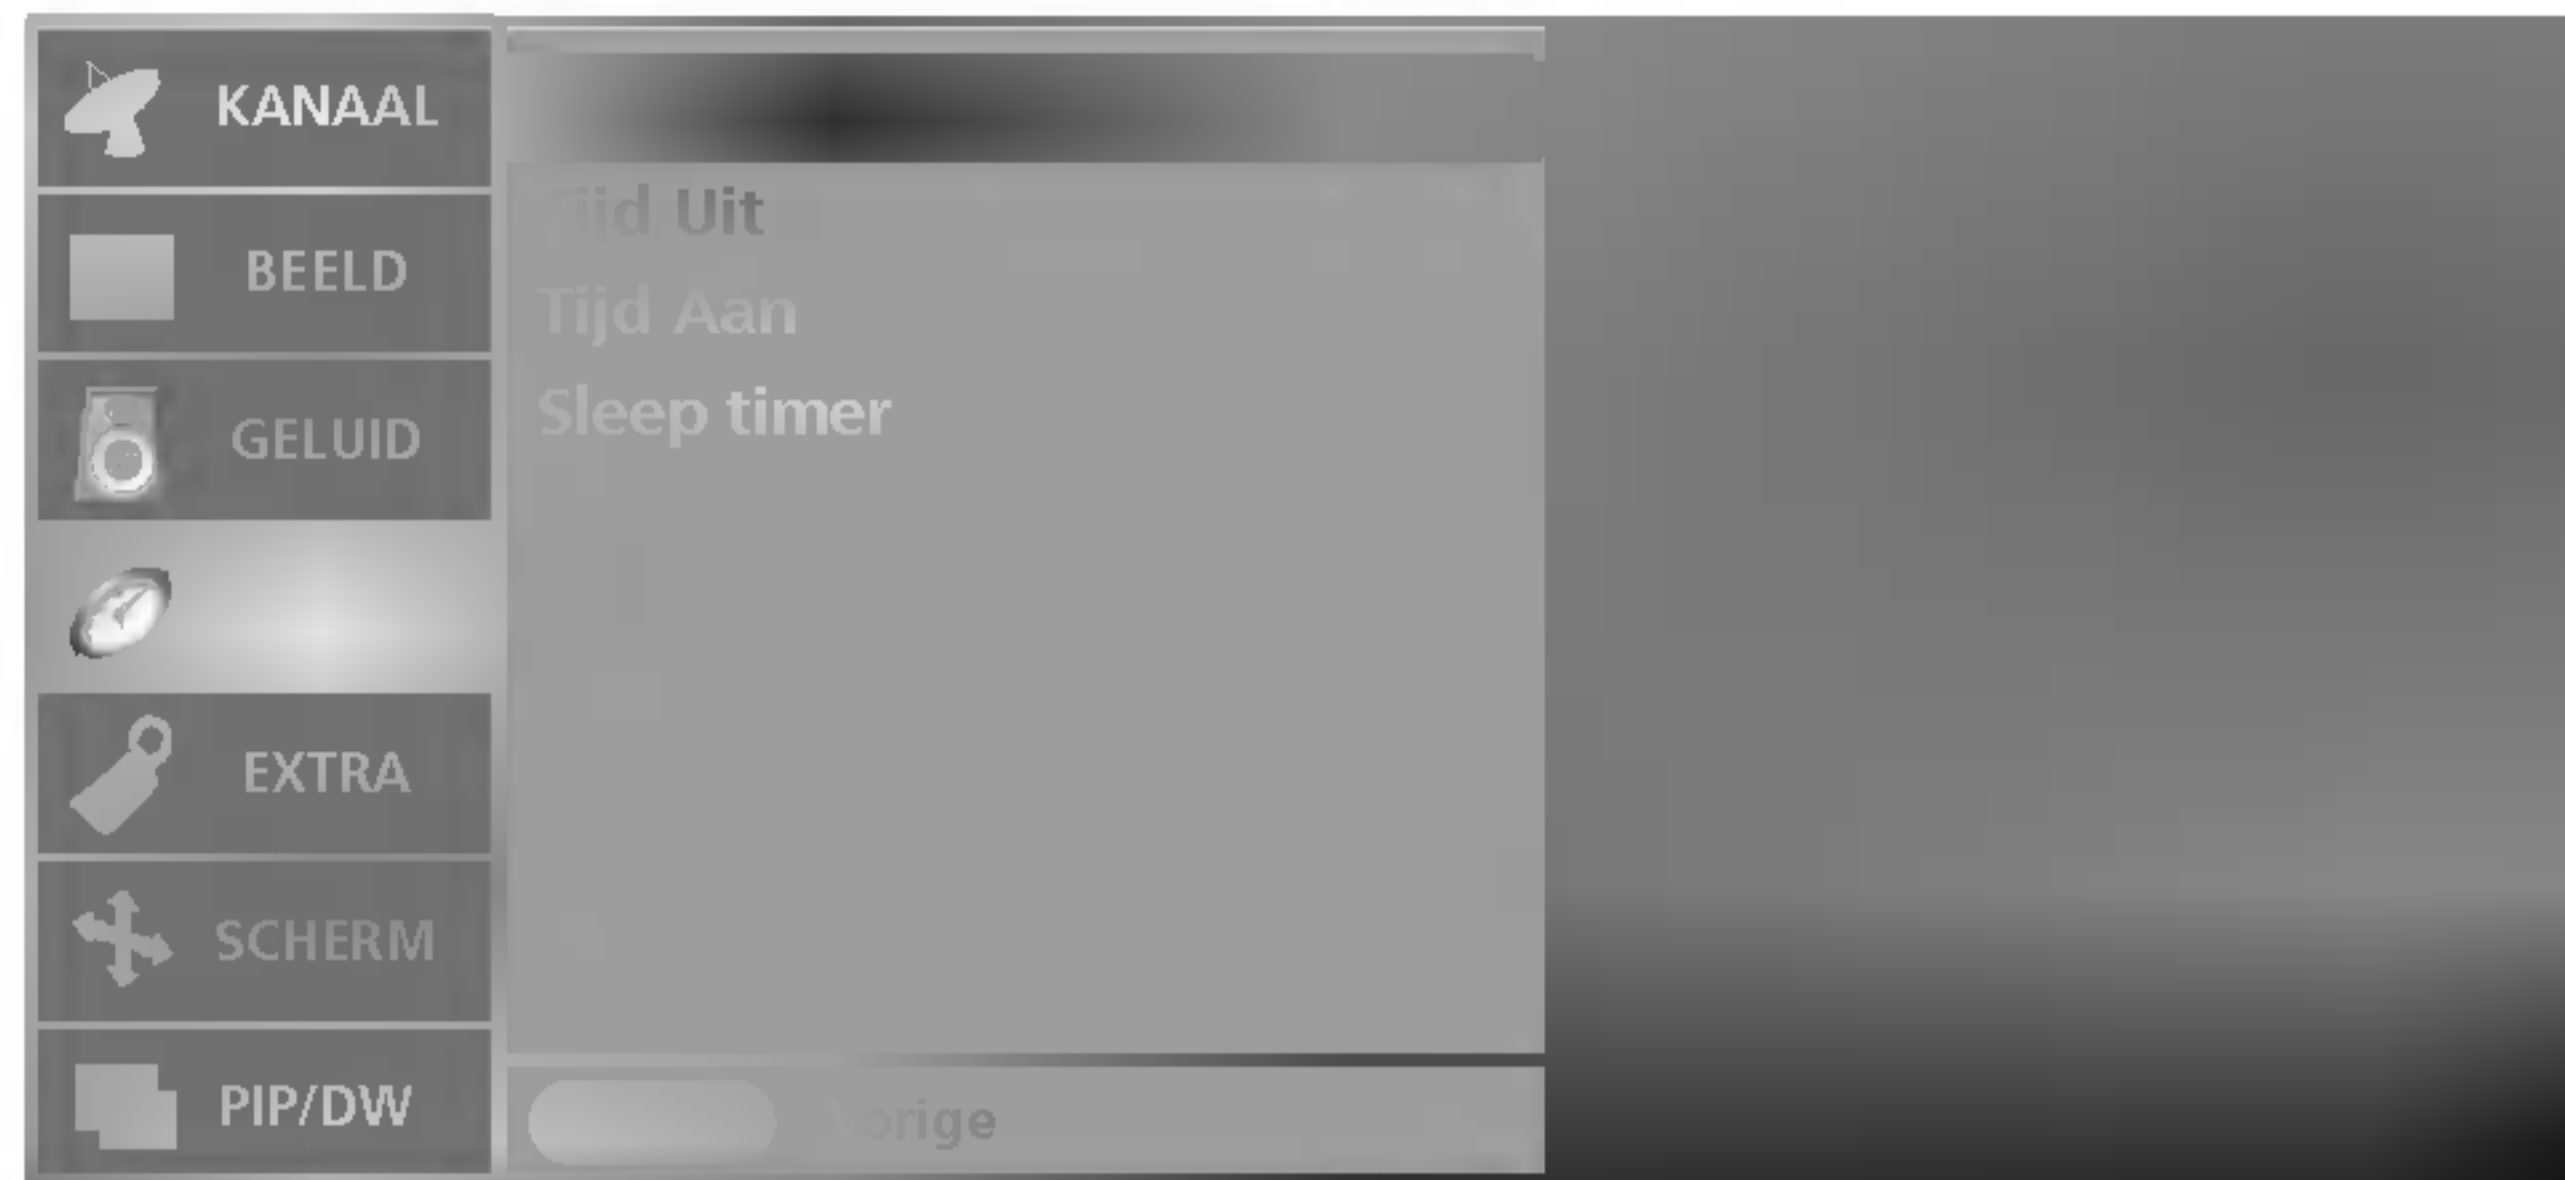 KANAAL
BEELD
GELUID
EXTRA
SCHERM
PIP/DW
Tijd Uit
Tijd Aan
Sleep timer
Vorige